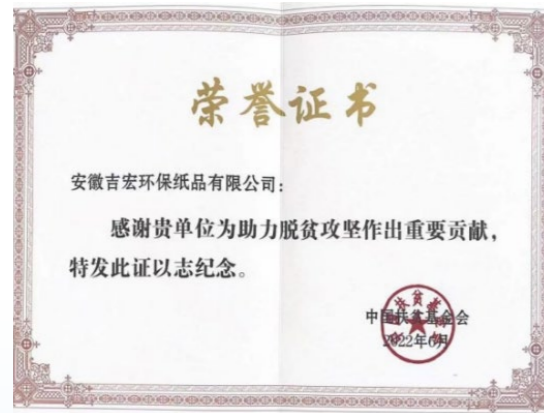 荣誉证书
安徽吉宏环保纸品有限公司：
感谢贵单位为助力脱贫攻坚作出重要贡献，
特发此证以志纪念。
中国扶贫基金会
2022年6月